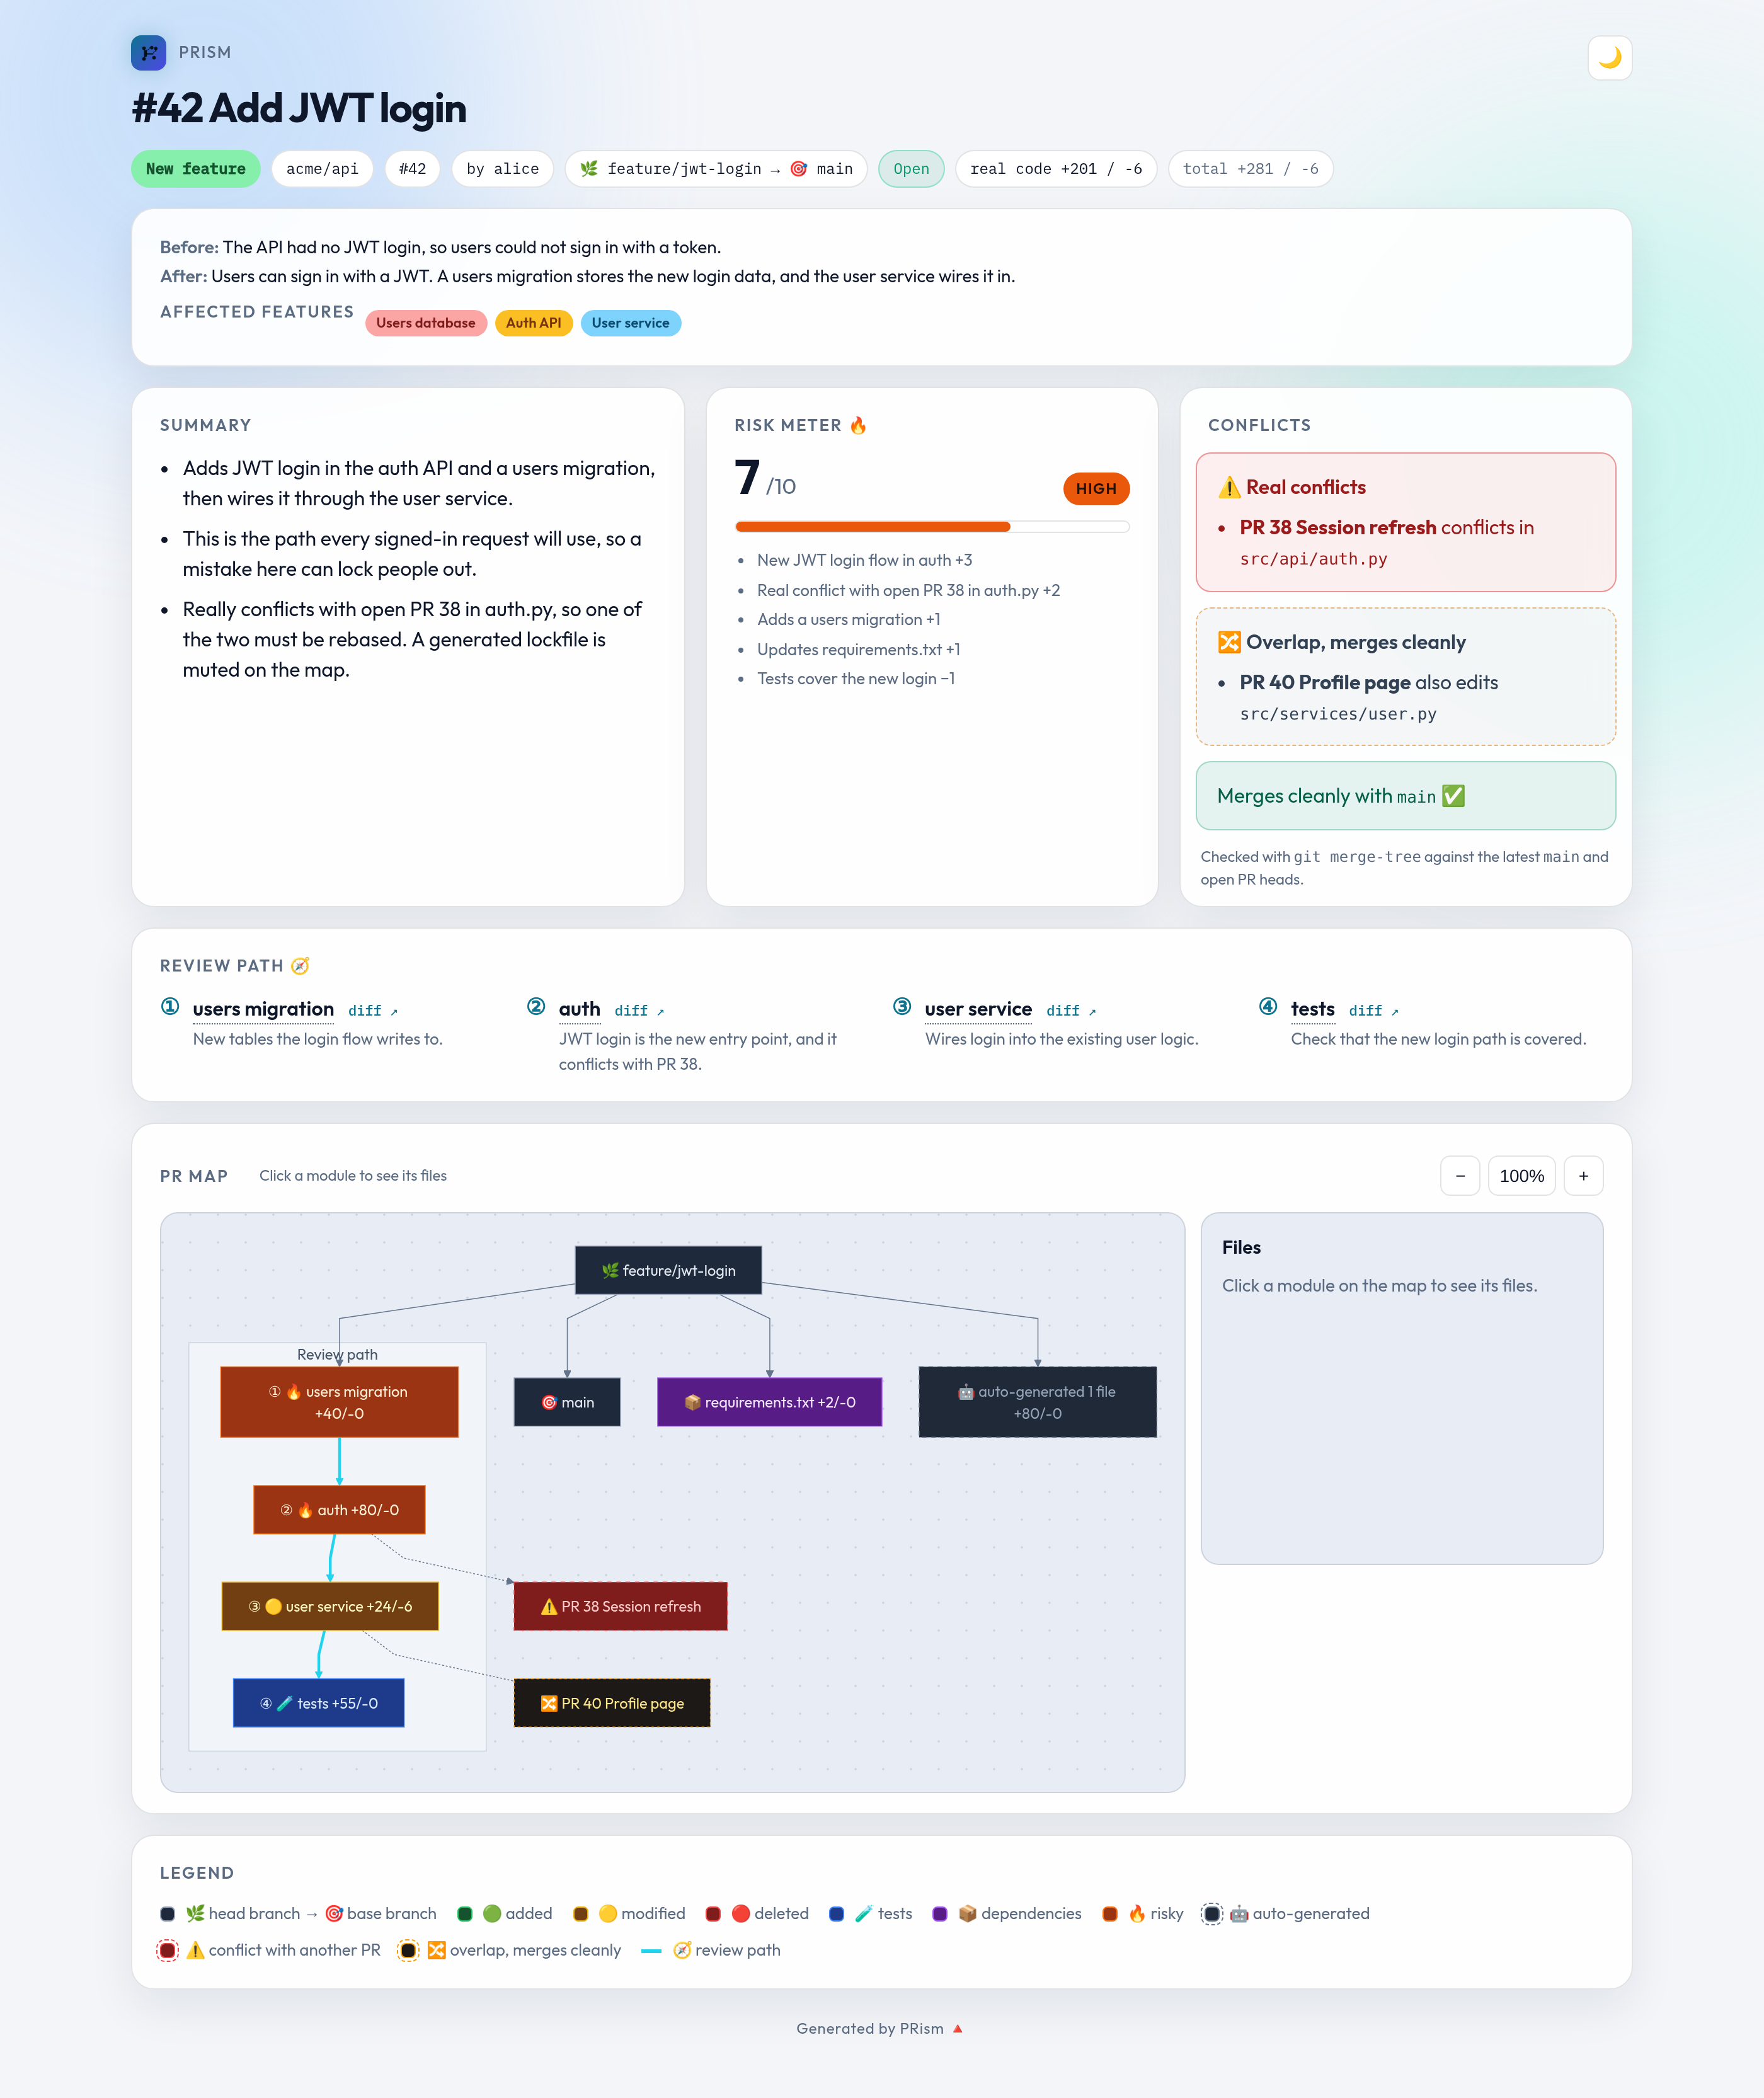 PRISM
🌙
#42 Add JWT login
New feature
acme/api
#42
by alice
🌿 feature/jwt-login → 🎯 main
Open
real code +201 / -6
total +281 / -6
Before: The API had no JWT login, so users could not sign in with a token.
After: Users can sign in with a JWT. A users migration stores the new login data, and the user service wires it in.
AFFECTED FEATURES
Users database
Auth API
User service
SUMMARY
• Adds JWT login in the auth API and a users migration,
then wires it through the user service.
• This is the path every signed-in request will use, so a
mistake here can lock people out.
• Really conflicts with open PR 38 in auth.py, so one of
the two must be rebased. A generated lockfile is
muted on the map.
RISK METER 🔥
7 /10
HIGH
• New JWT login flow in auth +3
• Real conflict with open PR 38 in auth.py +2
• Adds a users migration +1
• Updates requirements.txt +1
• Tests cover the new login −1
CONFLICTS
⚠️ Real conflicts
• PR 38 Session refresh conflicts in
src/api/auth.py
🔀 Overlap, merges cleanly
• PR 40 Profile page also edits
src/services/user.py
Merges cleanly with main ✅
Checked with git merge-tree against the latest main and
open PR heads.
REVIEW PATH 🧭
① users migration diff ↗
New tables the login flow writes to.
② auth diff ↗
JWT login is the new entry point, and it
conflicts with PR 38.
③ user service diff ↗
Wires login into the existing user logic.
④ tests diff ↗
Check that the new login path is covered.
PR MAP
Click a module to see its files
−
100%
+
🌿 feature/jwt-login
Review path
① 🔥 users migration
+40/-0
🎯 main
📦 requirements.txt +2/-0
🤖 auto-generated 1 file
+80/-0
② 🔥 auth +80/-0
③ 🟡 user service +24/-6
⚠️ PR 38 Session refresh
④ 🧪 tests +55/-0
🔀 PR 40 Profile page
Files
Click a module on the map to see its files.
LEGEND
🌿 head branch → 🎯 base branch
🟢 added
🟡 modified
🔴 deleted
🧪 tests
📦 dependencies
🔥 risky
🤖 auto-generated
⚠️ conflict with another PR
🔀 overlap, merges cleanly
🧭 review path
Generated by PRism 🔺